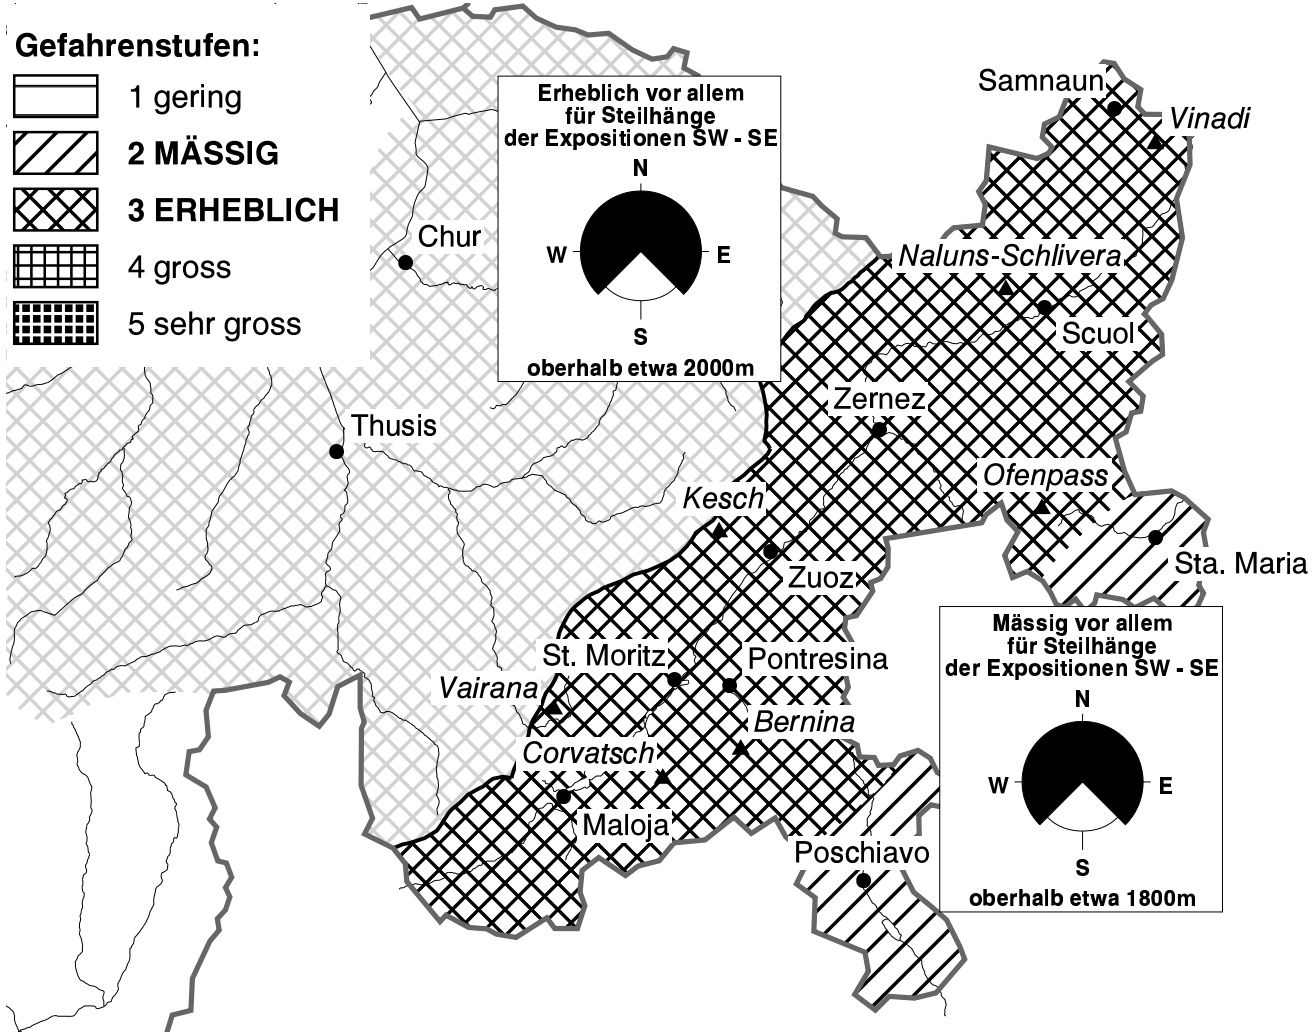 Gefahrenstufen:
1 gering
2 MÄSSIG
3 ERHEBLICH
4 gross
5 sehr gross
Erheblich vor allem
für Steilhänge
der Expositionen SW - SE
N
W
E
S
oberhalb etwa 2000m
Samnaun
Vinadi
Chur
Naluns-Schlivera
Scuol
Zernez
Thusis
Ofenpass
Kesch
Sta. Maria
Zuoz
St. Moritz
Pontresina
Vairana
Bernina
Corvatsch
Maloja
Poschiavo
Mässig vor allem
für Steilhänge
der Expositionen SW - SE
N
W
E
S
oberhalb etwa 1800m